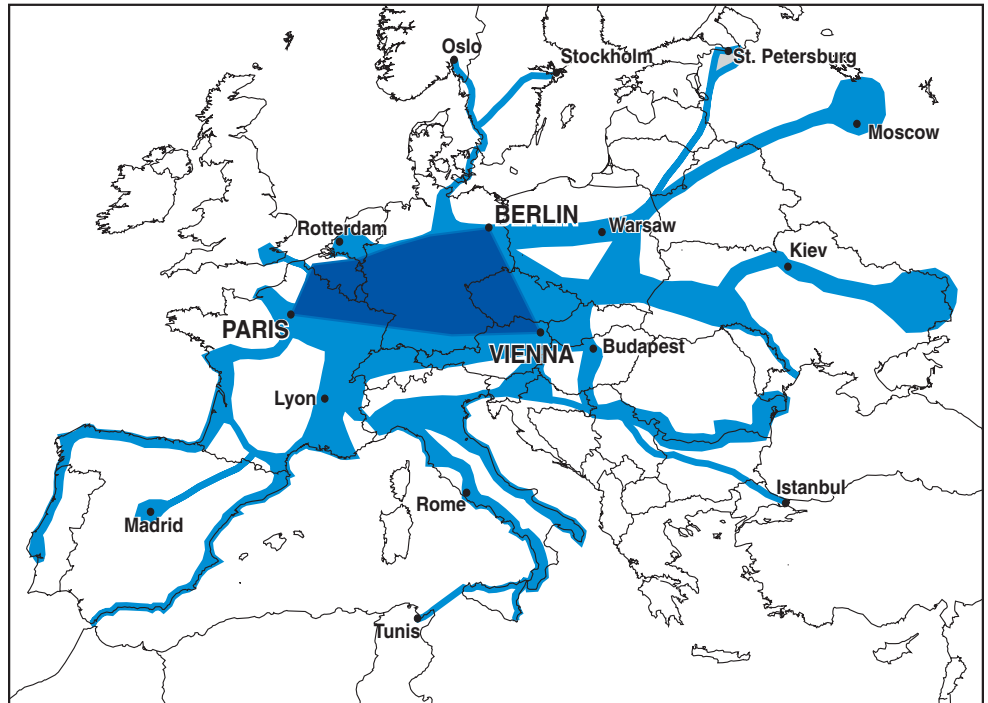 Oslo
Stockholm
St. Petersburg
Moscow
BERLIN
Rotterdam
Warsaw
Kiev
PARIS
VIENNA
Budapest
Lyon
Istanbul
Rome
Madrid
Tunis